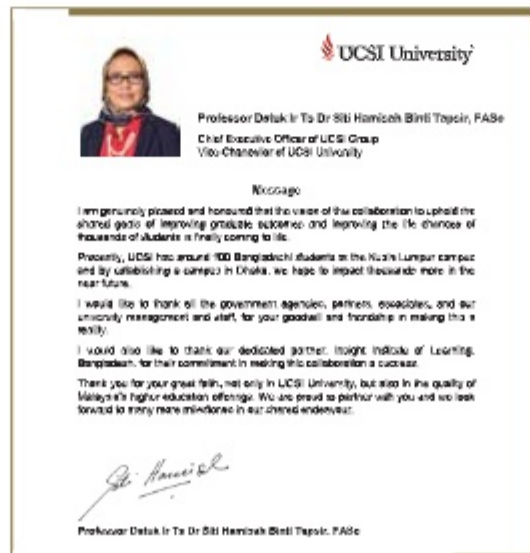 UCSI University
Professor Datuk Ir Ts Dr Siti Hamisah Binti Tapsir, FASc
Chief Executive Officer of UCSI Group
Vice-Chancellor of UCSI University
Message
I am genuinely pleased and honoured that the vision of this collaboration to uphold the
shared goals of improving graduate outcomes and improving the life chances of
thousands of students is finally coming to life.
Presently, UCSI has around 400 Bangladeshi students at the Kuala Lumpur campus
and by establishing a campus in Dhaka, we hope to impact thousands more in the
near future.
I would like to thank all the government agencies, partners, associates, and our
university management and staff, for your goodwill and friendship in making this a
reality.
I would also like to thank our dedicated partner, Insight Institute of Learning,
Bangladesh, for their commitment in making this collaboration a success.
Thank you for your great faith, not only in UCSI University, but also in the quality of
Malaysia's higher education offerings. We are proud to partner with you and we look
forward to many more milestones in our shared endeavour.
Siti Hamisah
Professor Datuk Ir Ts Dr Siti Hamisah Binti Tapsir, FASc